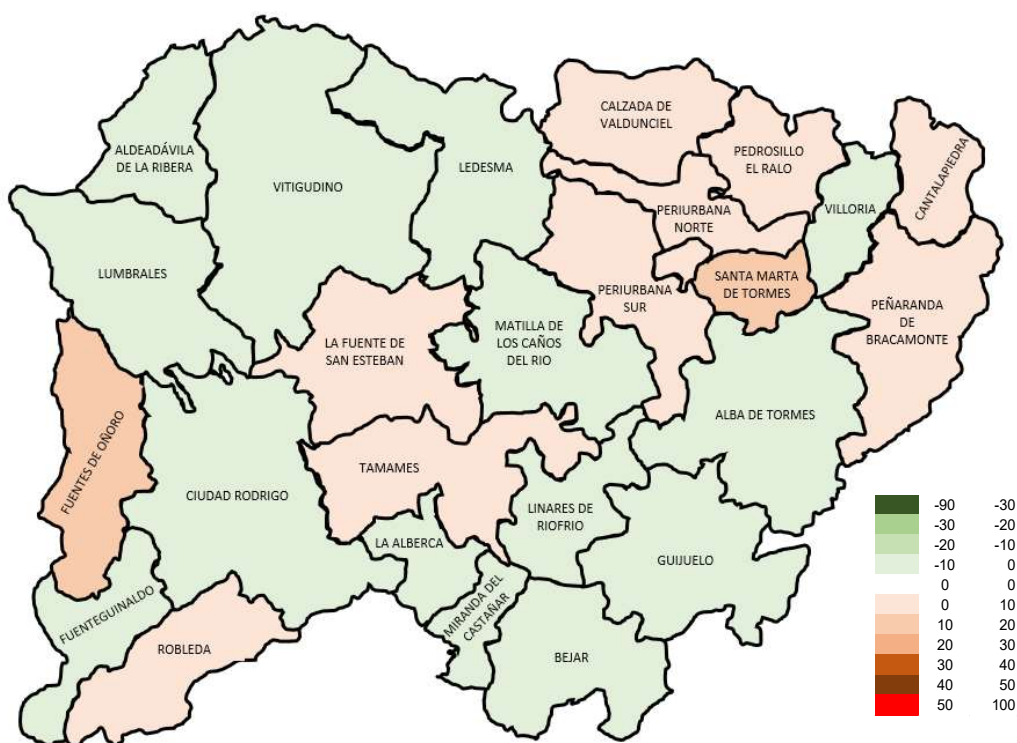 CALZADA DE
VALDUNCIEL
ALDEADÁVILA
DE LA RIBERA
VITIGUDINO
LEDESMA
PEDROSILLO
EL RALO
CANTALAPIEDRA
PERIURBANA
NORTE
VILLORIA
LUMBRALES
PERIURBANA
SUR
SANTA MARTA
DE TORMES
PEÑARANDA
DE
BRACAMONTE
LA FUENTE DE
SAN ESTEBAN
MATILLA DE
LOS CAÑOS
DEL RIO
ALBA DE TORMES
FUENTES DE OÑORO
CIUDAD RODRIGO
TAMAMES
LINARES DE
RIOFRIO
LA ALBERCA
GUIJUELO
FUENTEGUINALDO
MIRANDA DEL
CASTAÑAR
ROBLEDA
BEJAR
-90 -30
-30 -20
-20 -10
-10 0
0 0
0 10
10 20
20 30
30 40
40 50
50 100